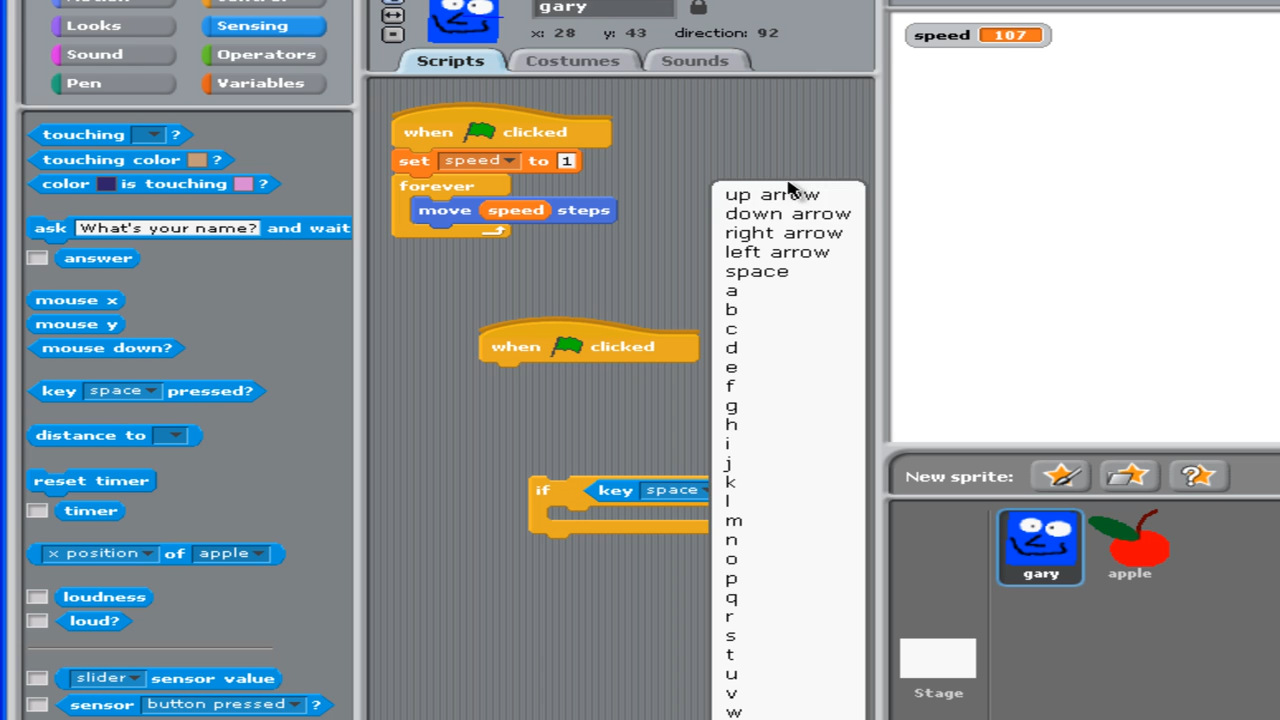 Looks
Sensing
Sound
Operators
Pen
Variables
touching ?
touching color ?
color is touching ?
ask What's your name? and wait
answer
mouse x
mouse y
mouse down?
key space pressed?
distance to
reset timer
timer
x position of apple
loudness
loud?
slider sensor value
sensor button pressed ?
gary
x: 28 y: 43 direction: 92
Scripts
Costumes
Sounds
when clicked
set speed to 1
forever
move speed steps
when clicked
if key space
up arrow
down arrow
right arrow
left arrow
space
a
b
c
d
e
f
g
h
i
j
k
l
m
n
o
p
q
r
s
t
u
v
w
speed 107
New sprite:
gary
apple
Stage